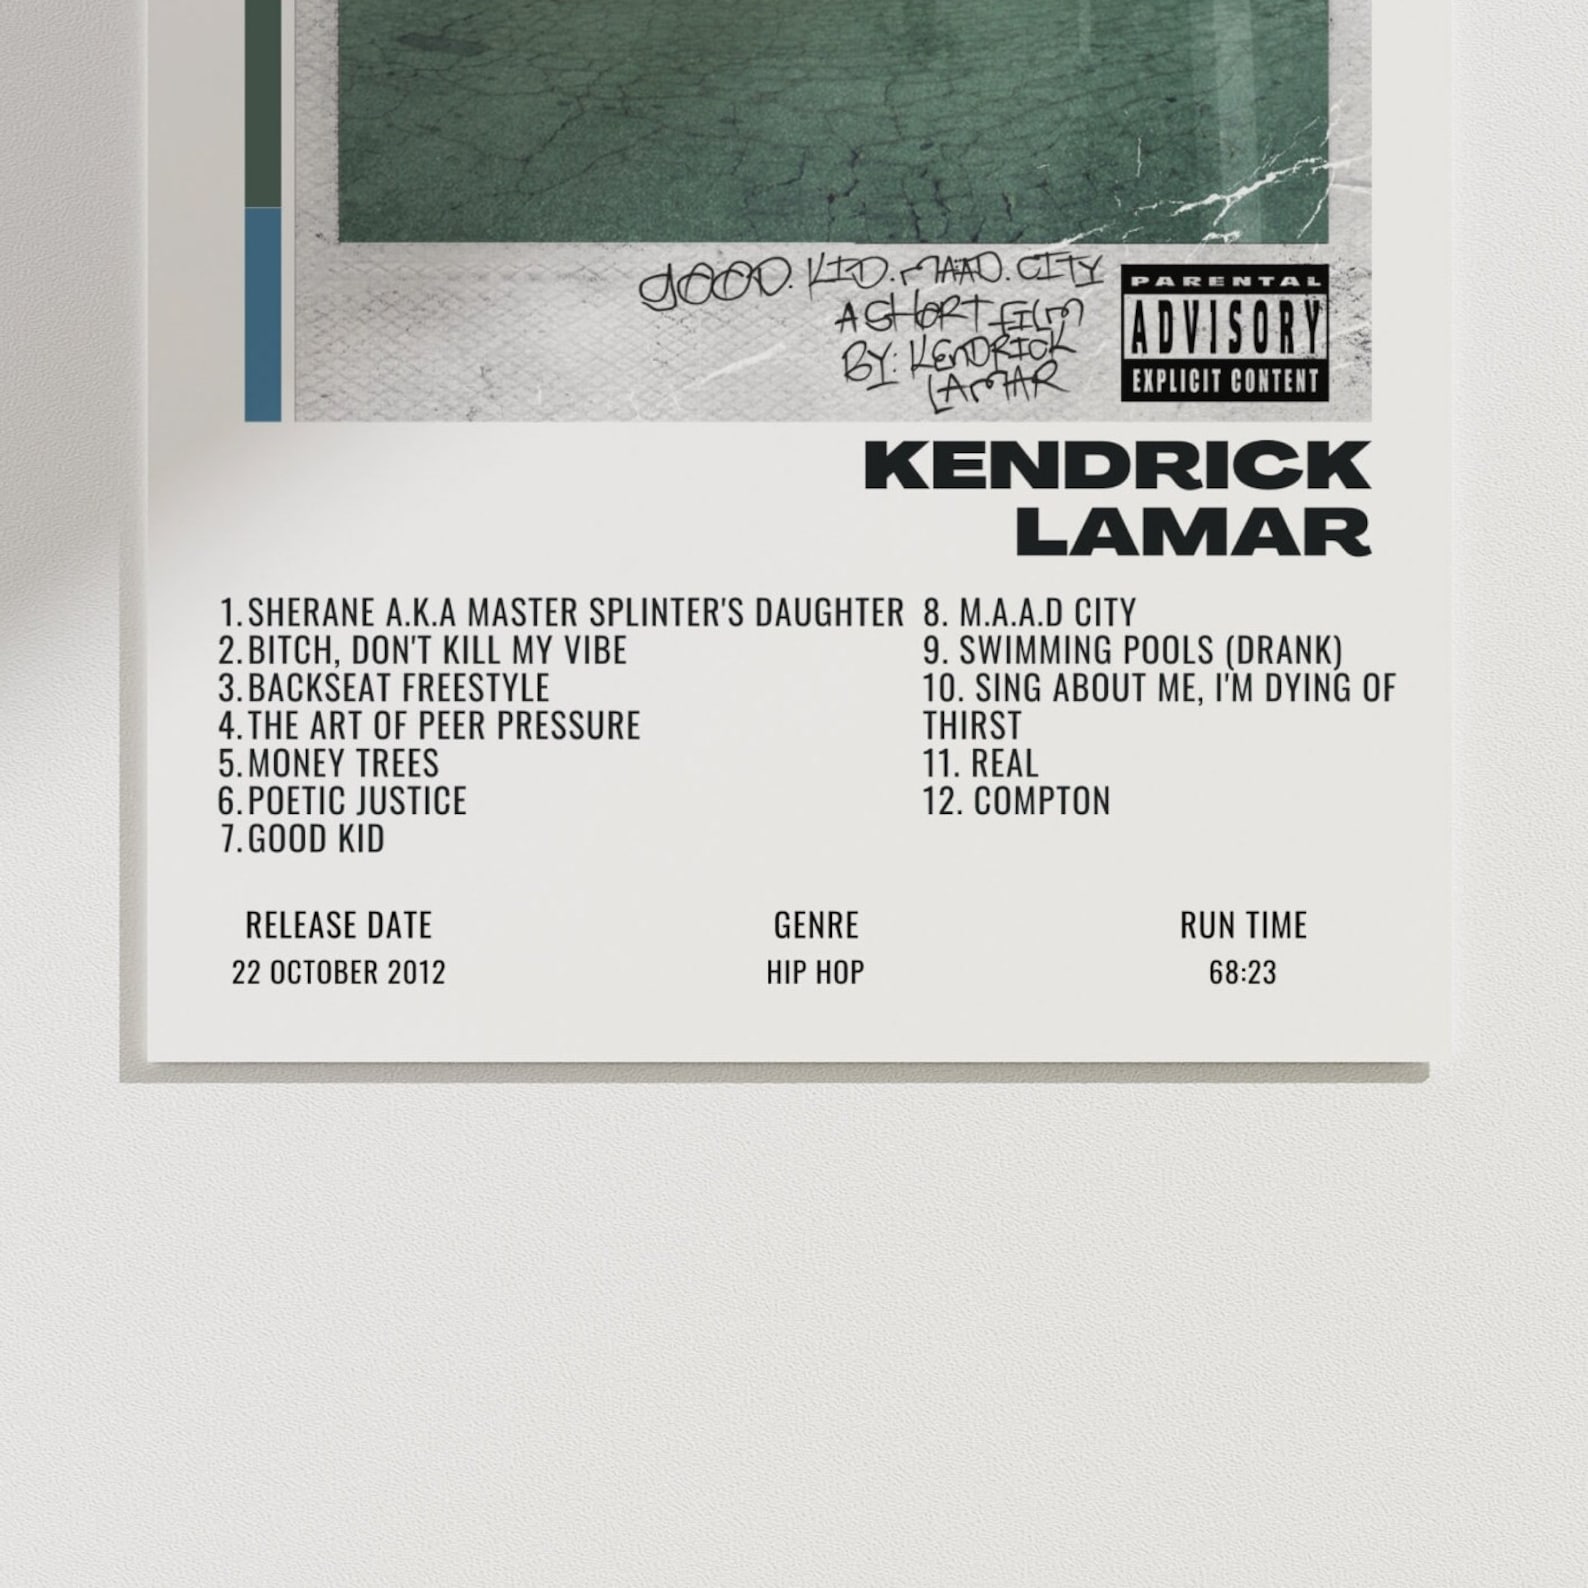 GOOD. KID. MAAD. CITY
A SHORT FILM
BY: KENDRICK
LAMAR
PARENTAL
ADVISORY
EXPLICIT CONTENT
KENDRICK
LAMAR
1. SHERANE A.K.A MASTER SPLINTER'S DAUGHTER
2. BITCH, DON'T KILL MY VIBE
3. BACKSEAT FREESTYLE
4. THE ART OF PEER PRESSURE
5. MONEY TREES
6. POETIC JUSTICE
7. GOOD KID
8. M.A.A.D CITY
9. SWIMMING POOLS (DRANK)
10. SING ABOUT ME, I'M DYING OF
THIRST
11. REAL
12. COMPTON
RELEASE DATE
22 OCTOBER 2012
GENRE
HIP HOP
RUN TIME
68:23